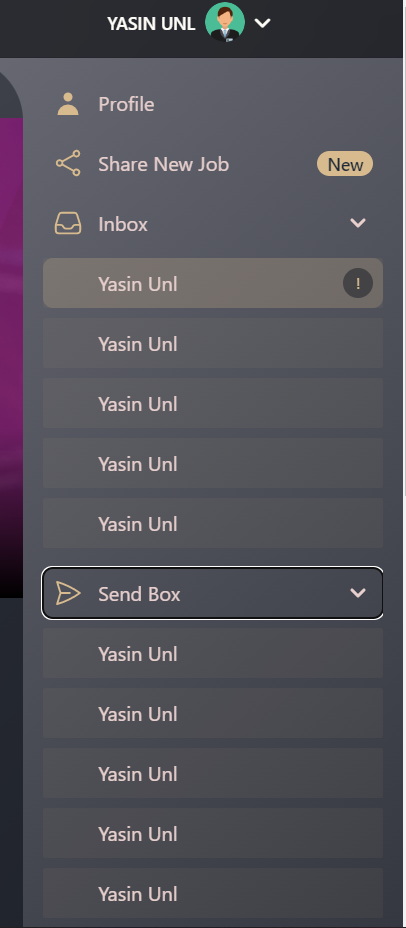 YASIN UNL
Profile
Share New Job
New
Inbox
Yasin Unl
!
Yasin Unl
Yasin Unl
Yasin Unl
Yasin Unl
Send Box
Yasin Unl
Yasin Unl
Yasin Unl
Yasin Unl
Yasin Unl